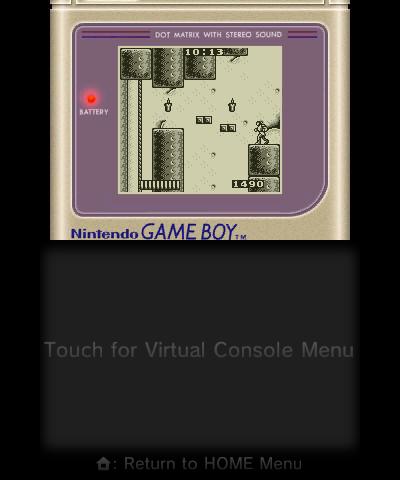 DOT MATRIX WITH STEREO SOUND
10:13
BATTERY
1490
Nintendo GAME BOY™
Touch for Virtual Console Menu
: Return to HOME Menu